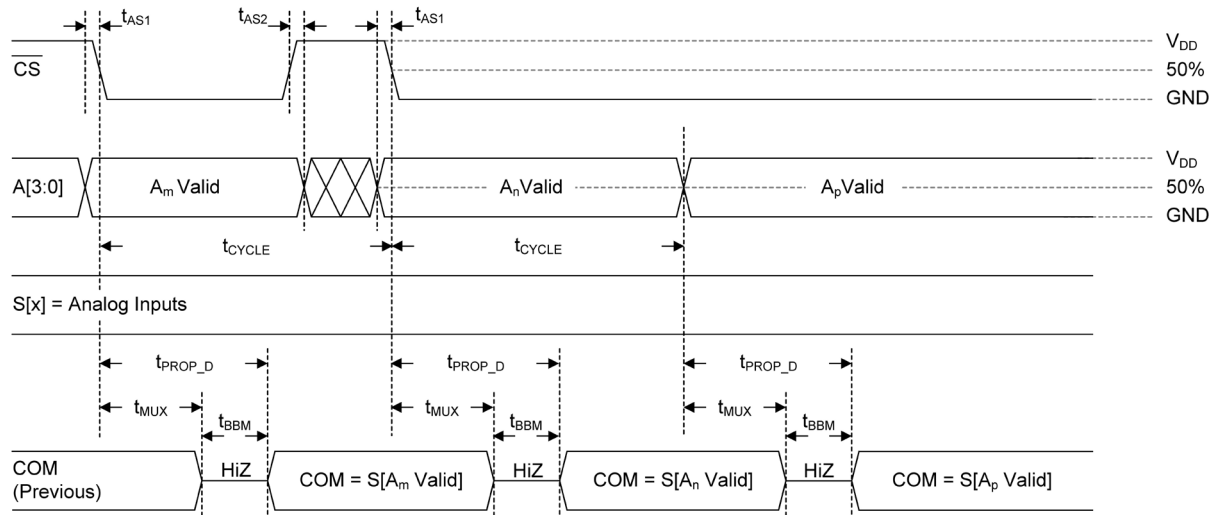 tAS1 tAS2 tAS1
CS VDD
50%
GND
A[3:0] Am Valid AnValid ApValid VDD
50%
GND
tCYCLE tCYCLE
S[x] = Analog Inputs
tPROP_D tPROP_D tPROP_D
tMUX tMUX tMUX
tBBM tBBM tBBM
COM
(Previous) HiZ COM = S[Am Valid] HiZ COM = S[An Valid] HiZ COM = S[Ap Valid]